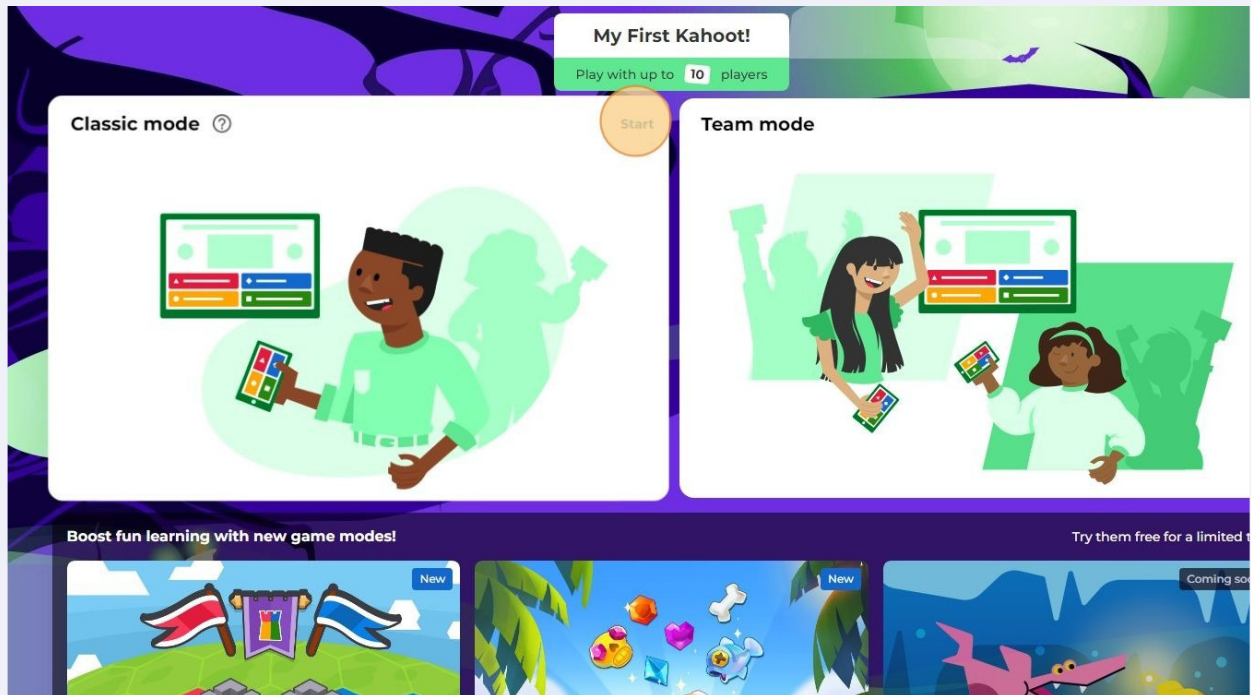 My First Kahoot!
Play with up to 10 players
Classic mode ?
Start
Team mode
Boost fun learning with new game modes!
Try them free for a limited
New
New
Coming